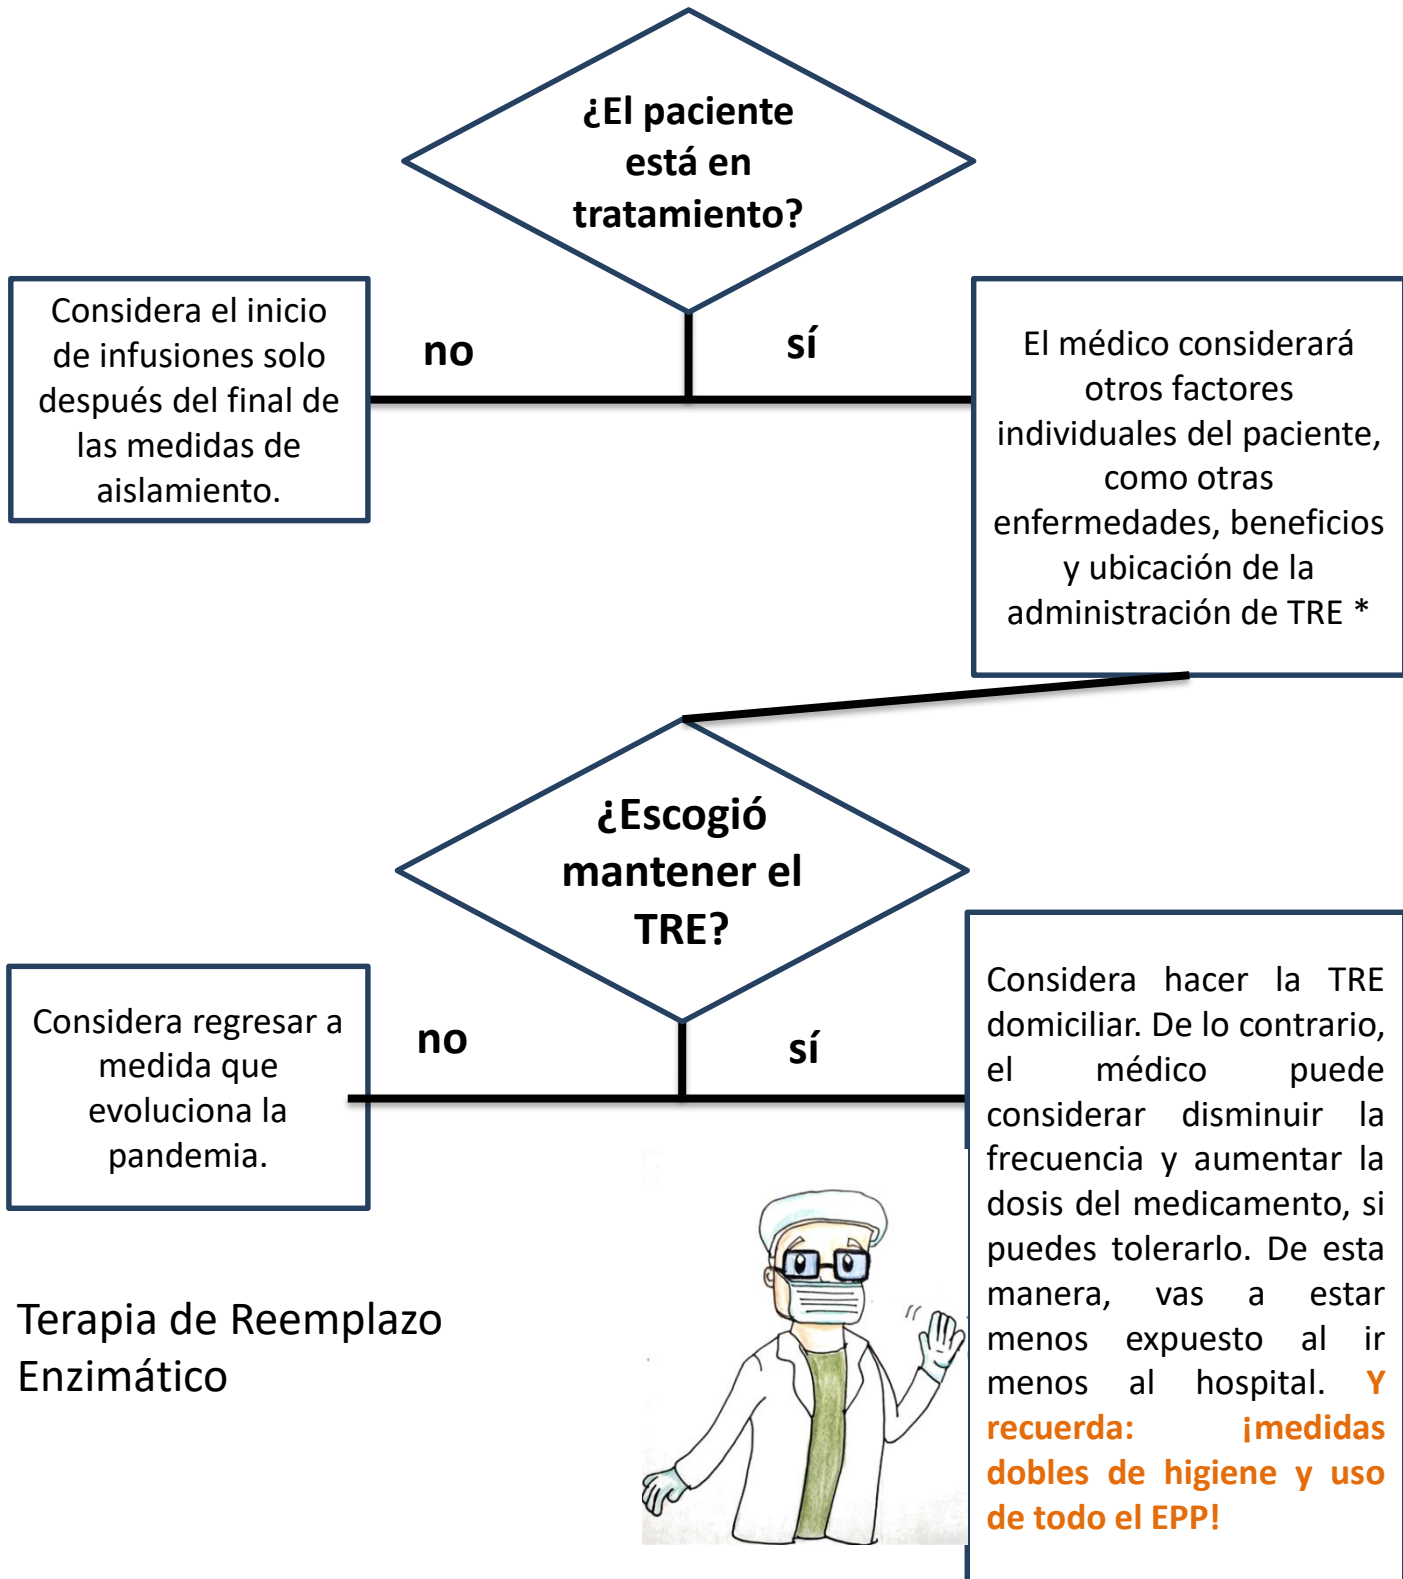 ¿El paciente
está en
tratamiento?
Considera el inicio
de infusiones solo
después del final de
las medidas de
aislamiento.
no
sí
El médico considerará
otros factores
individuales del paciente,
como otras
enfermedades, beneficios
y ubicación de la
administración de TRE *
¿Escogió
mantener el
TRE?
Considera regresar a
medida que
evoluciona la
pandemia.
no
sí
Considera hacer la TRE
domiciliar. De lo contrario,
el médico puede
considerar disminuir la
frecuencia y aumentar la
dosis del medicamento, si
puedes tolerarlo. De esta
manera, vas a estar
menos expuesto al ir
menos al hospital. Y
recuerda: ¡medidas
dobles de higiene y uso
de todo el EPP!
Terapia de Reemplazo
Enzimático